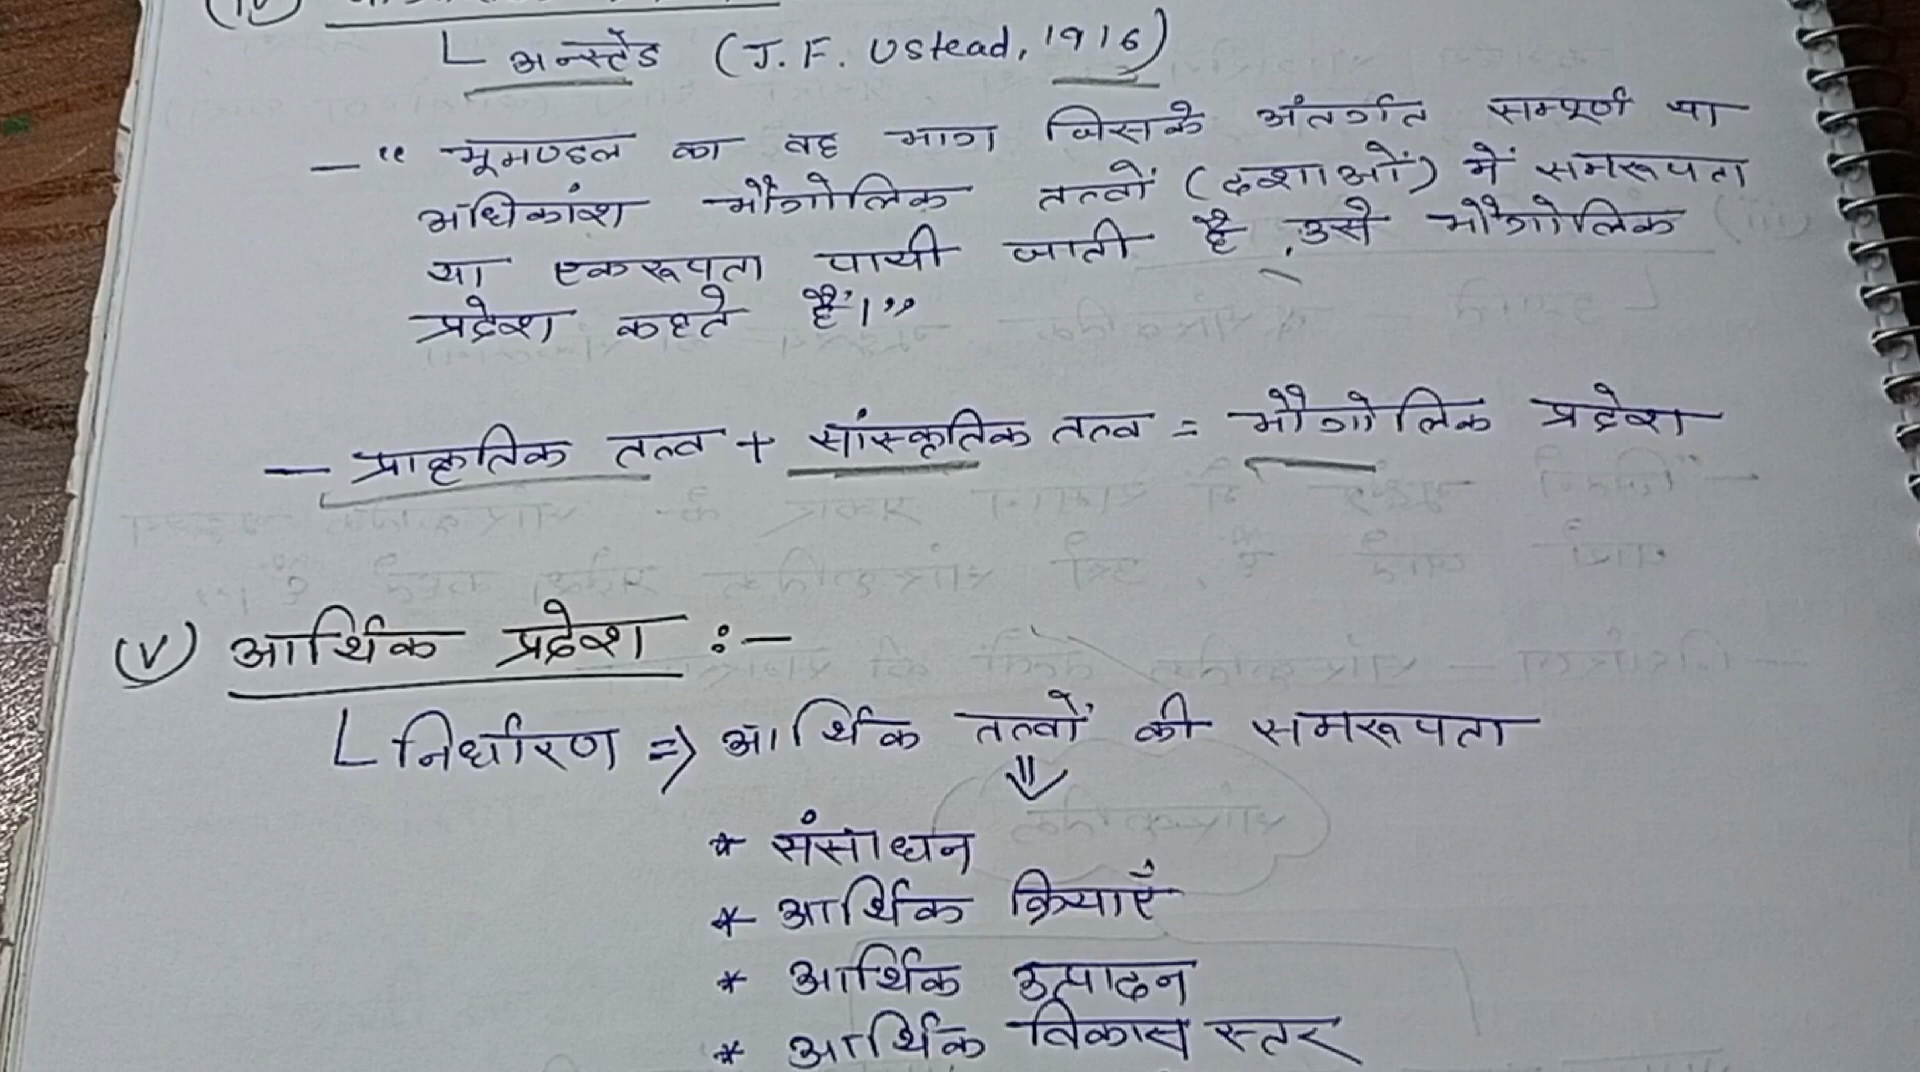 (iv)
└ अन्स्टेड (J. F. Ustead, 1916)
— " भूमण्डल का वह भाग जिसके अंतर्गत सम्पूर्ण या
अधिकांश भौगोलिक तत्वों (दशाओं) में समरूपता
या एकरूपता पायी जाती है, उसे भौगोलिक
प्रदेश कहते हैं।"
— प्राकृतिक तत्व + सांस्कृतिक तत्व = भौगोलिक प्रदेश
(v) आर्थिक प्रदेश :-
└ निर्धारण => आर्थिक तत्वों की समरूपता
⇓
* संसाधन
* आर्थिक क्रियाएँ
* आर्थिक उत्पादन
* आर्थिक विकास स्तर